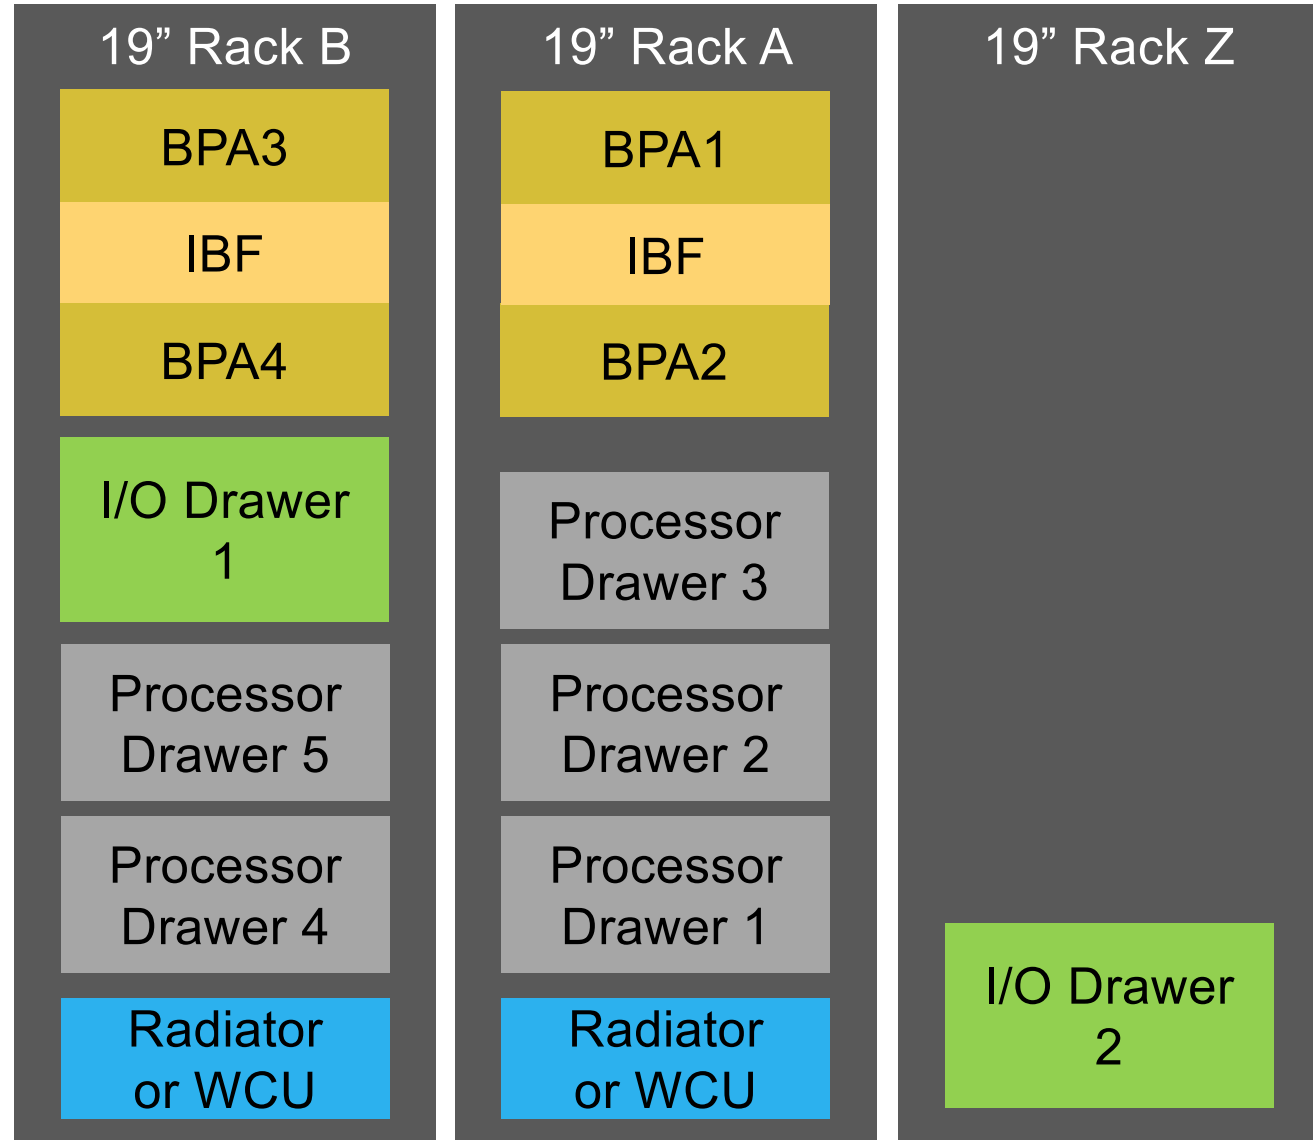 19” Rack B
BPA3
IBF
BPA4
I/O Drawer
1
Processor
Drawer 5
Processor
Drawer 4
Radiator
or WCU
19” Rack A
BPA1
IBF
BPA2
Processor
Drawer 3
Processor
Drawer 2
Processor
Drawer 1
Radiator
or WCU
19” Rack Z
I/O Drawer
2